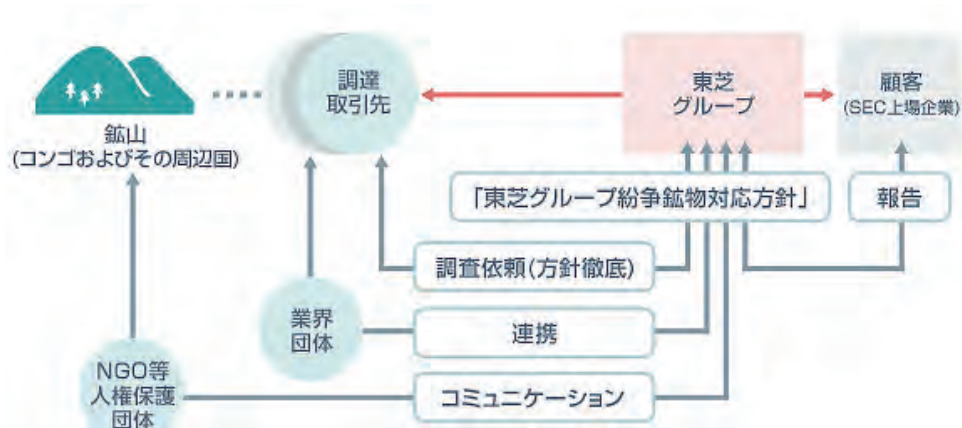 調達
取引先
東芝
グループ
顧客
(SEC上場企業)
鉱山
(コンゴおよびその周辺国)
「東芝グループ紛争鉱物対応方針」
報告
調査依頼(方針徹底)
業界
団体
連携
NGO等
人権保護
団体
コミュニケーション